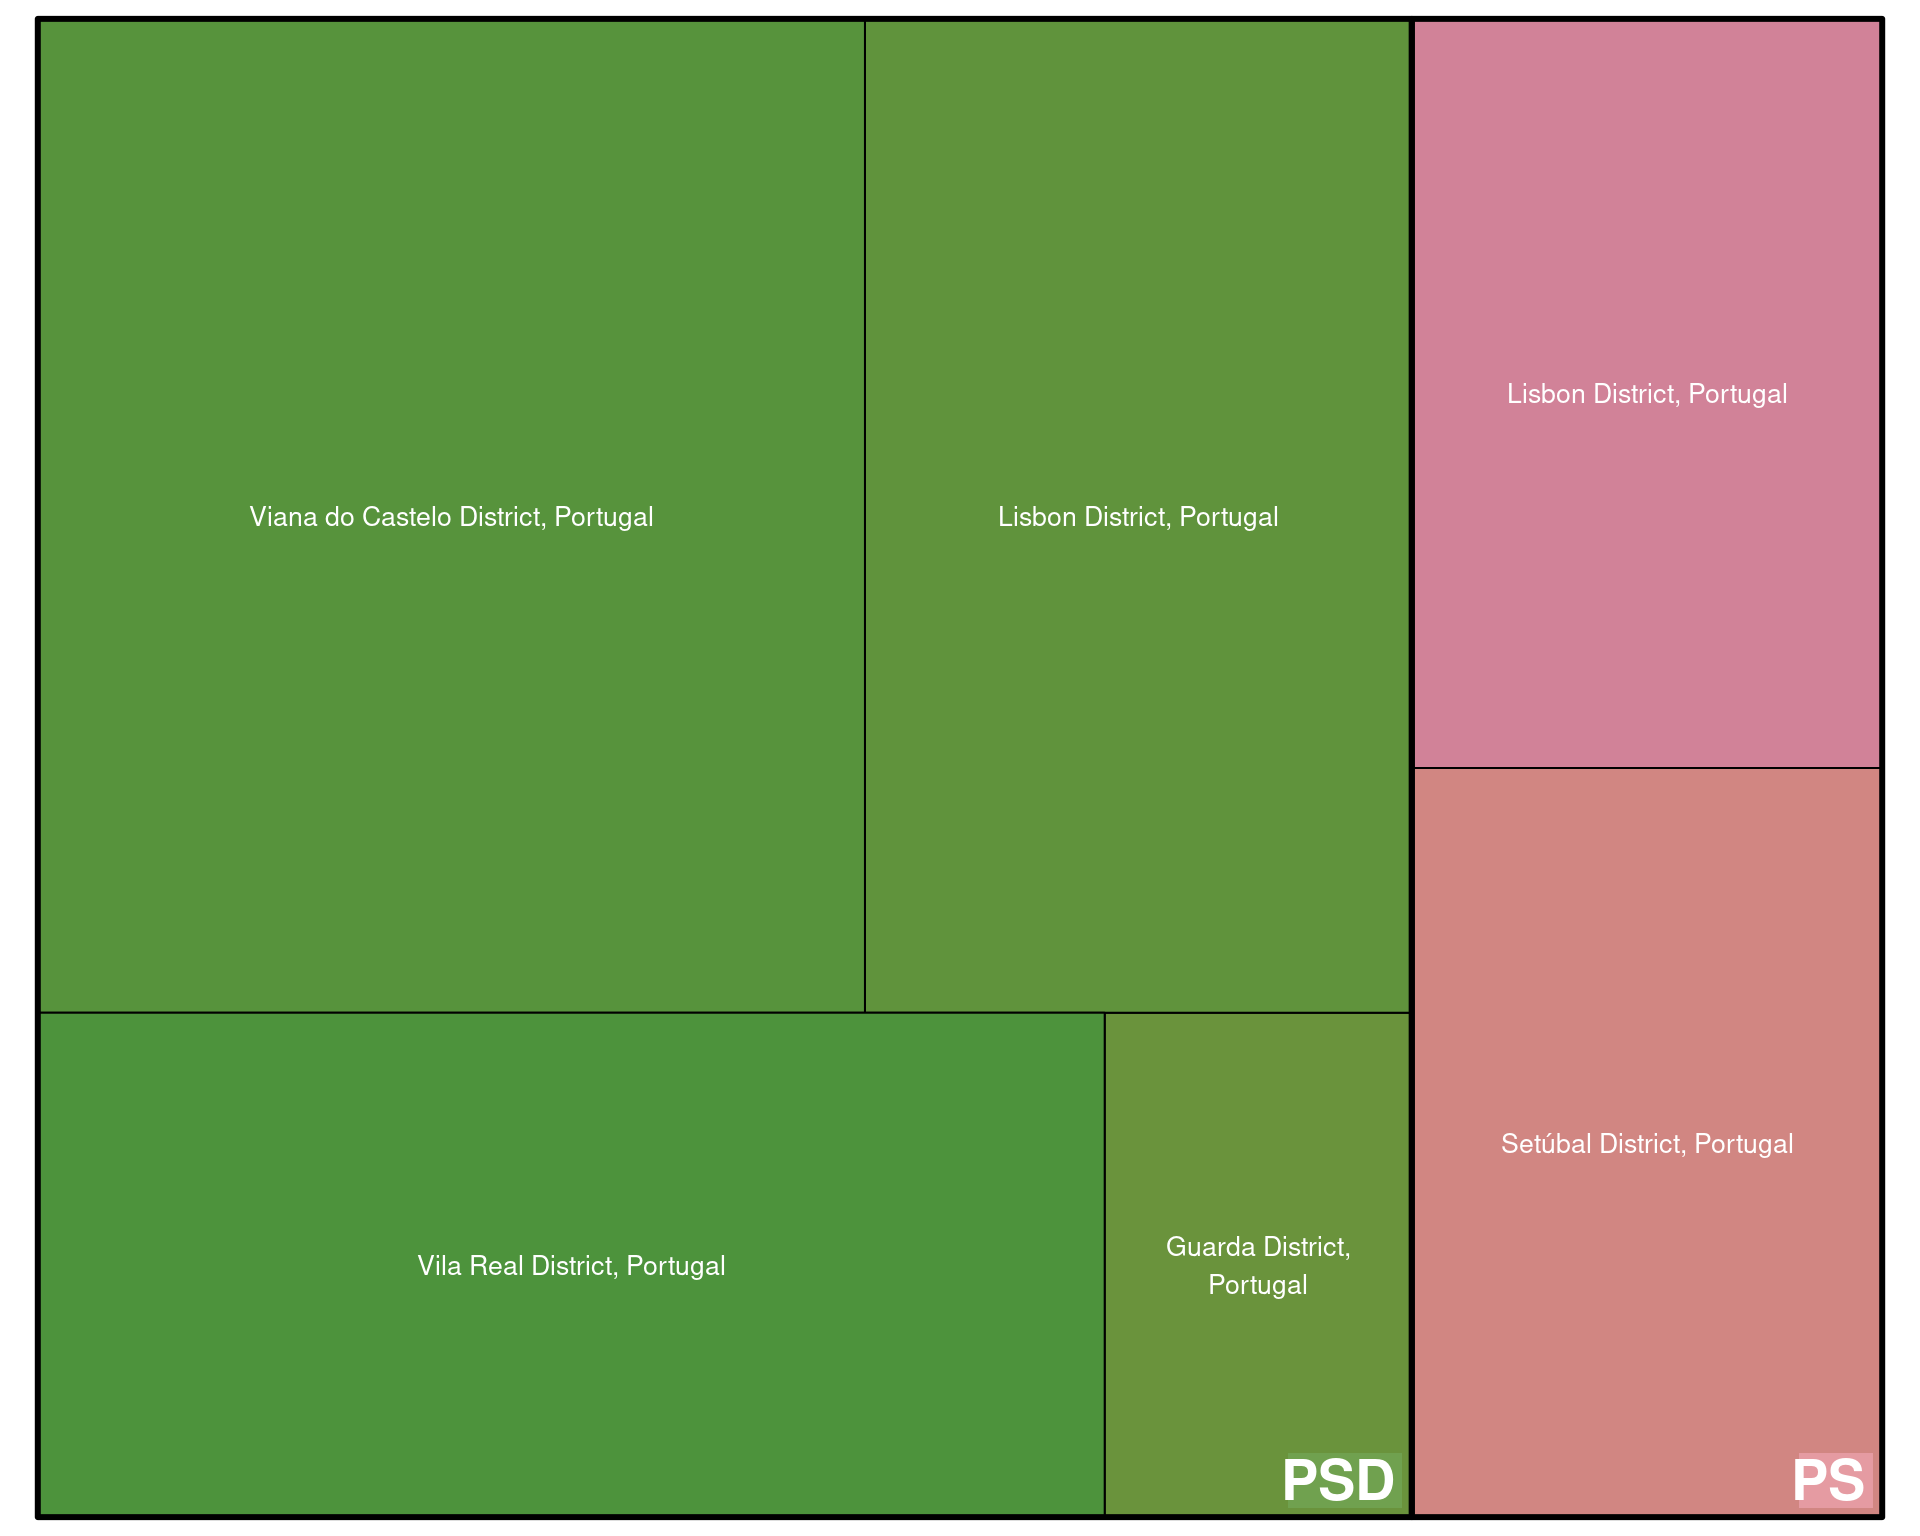 Viana do Castelo District, Portugal
Lisbon District, Portugal
Lisbon District, Portugal
Setúbal District, Portugal
Vila Real District, Portugal
Guarda District,
Portugal
PSD
PS